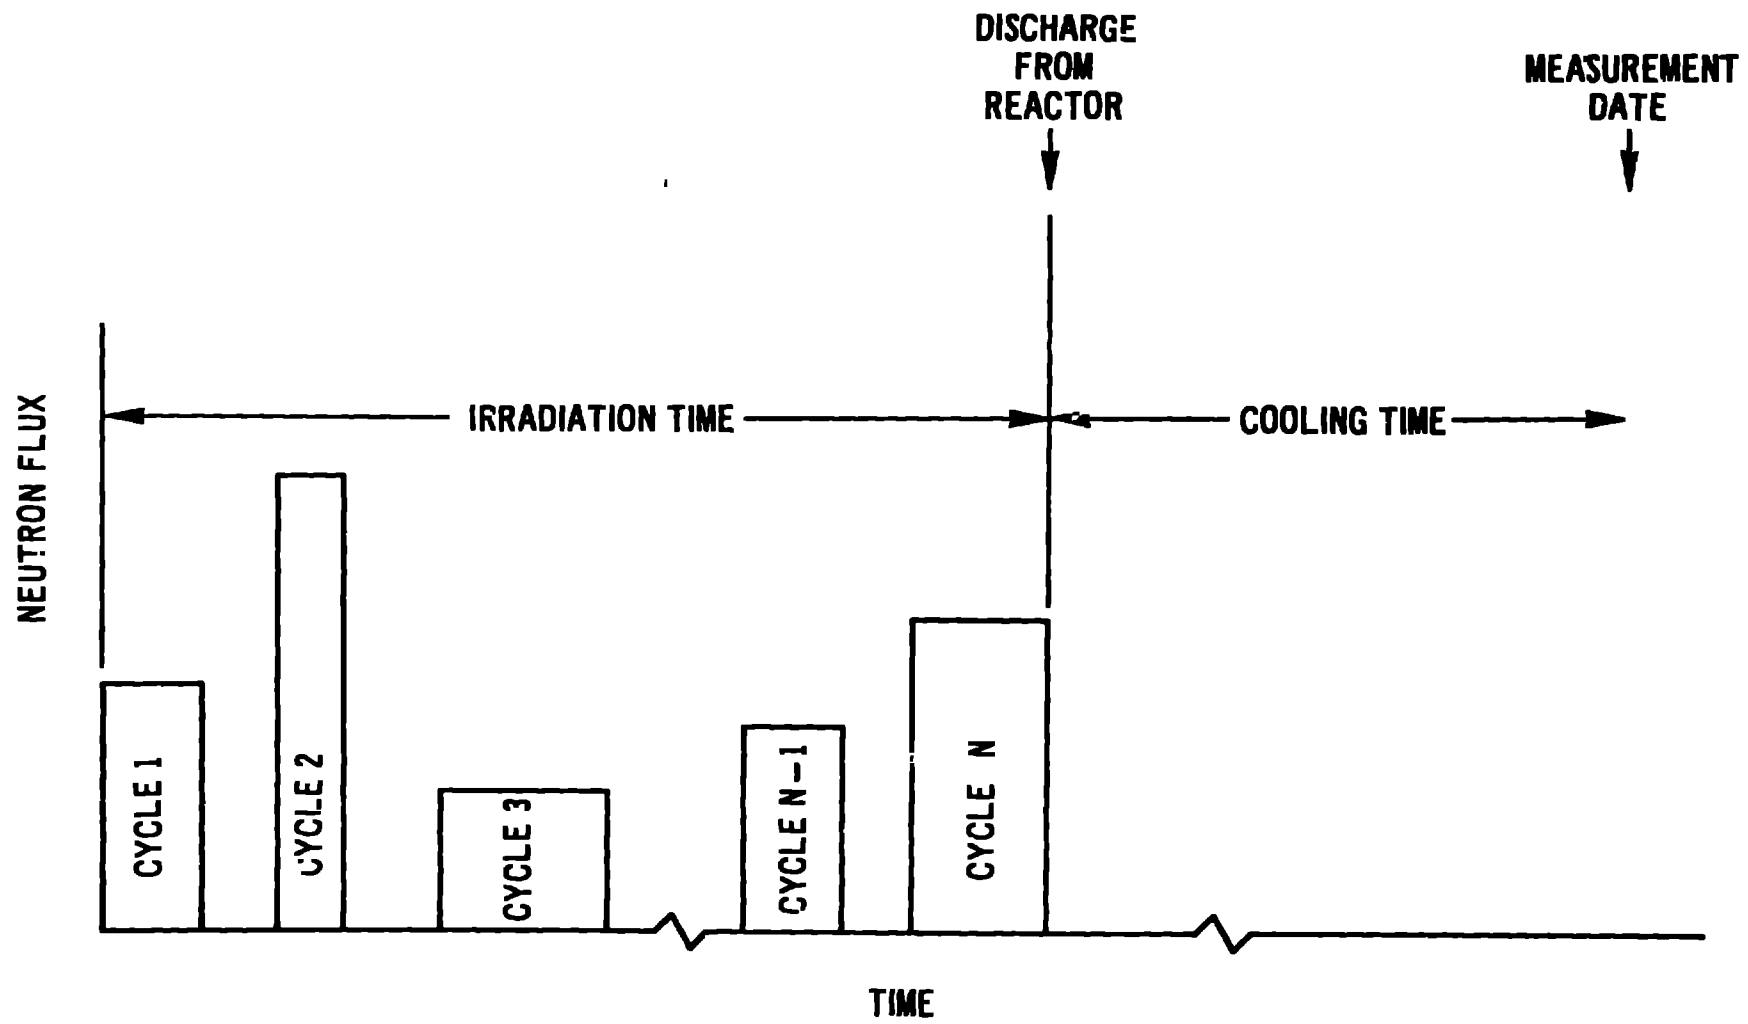 DISCHARGE
FROM
REACTOR
MEASUREMENT
DATE
NEUTRON FLUX
IRRADIATION TIME
COOLING TIME
CYCLE 1
CYCLE 2
CYCLE 3
CYCLE N-1
CYCLE N
TIME